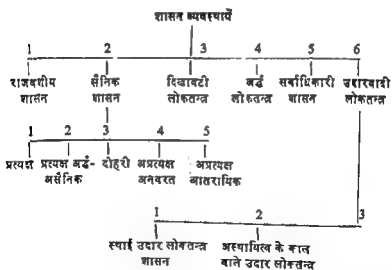 शासन व्यवस्थायें
1 2 3 4 5 6
राजवशीय सैनिक दिखावटी अर्द्ध सर्वाधिकारी उदारवादी
शासन शासन लोकतन्त्र लोकतन्त्र शासन लोकतन्त्र
1 2 3 4 5
प्रत्यक्ष प्रत्यक्ष अर्द्ध- दोहरी अप्रत्यक्ष अप्रत्यक्ष
असैनिक अनवरत आतरायिक
1 2 3
स्थाई उदार लोकतन्त्र अस्थायित्व के काल
शासन वाले उदार लोकतन्त्र